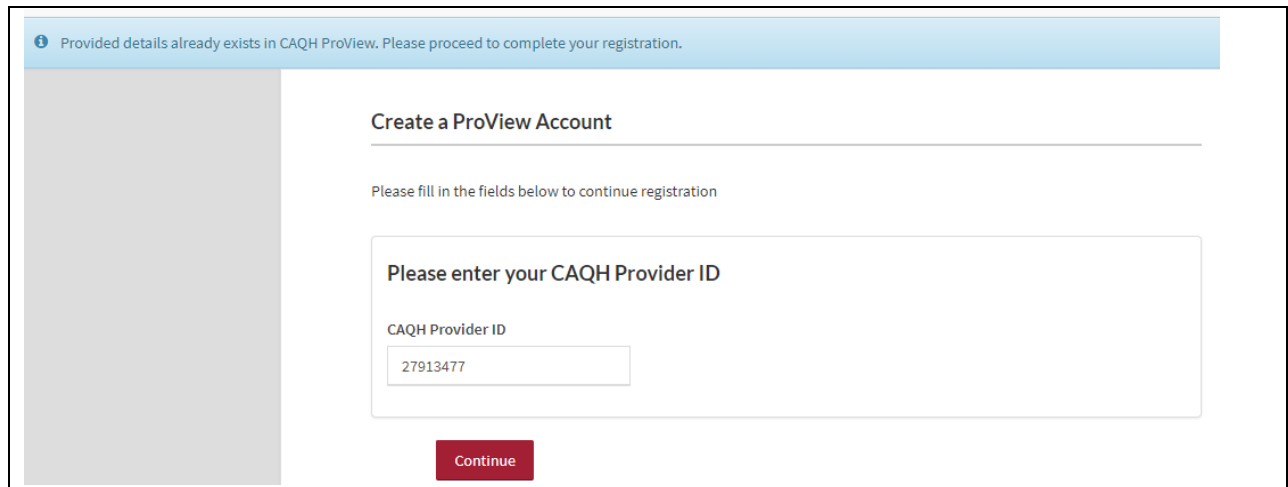 Provided details already exists in CAQH ProView. Please proceed to complete your registration.
Create a ProView Account
Please fill in the fields below to continue registration
Please enter your CAQH Provider ID
CAQH Provider ID
27913477
Continue